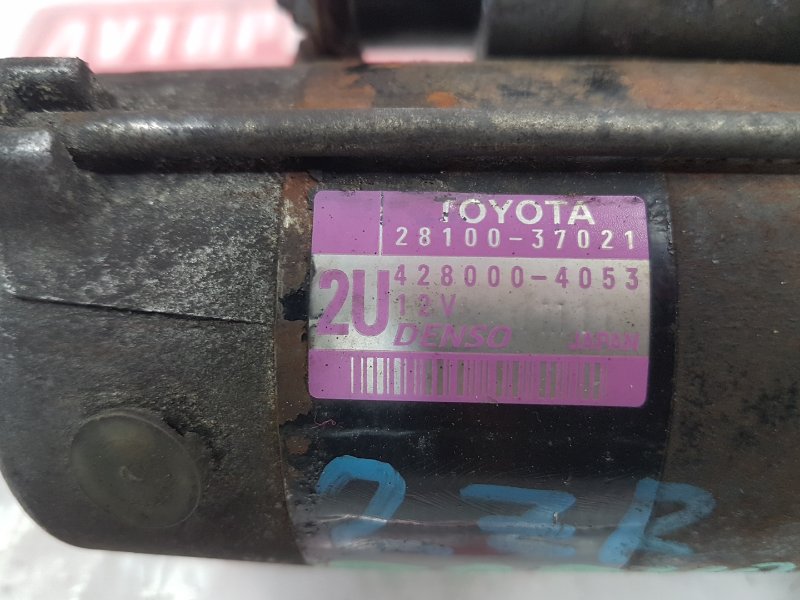 TOYOTA
28100-37021
2U
428000-4053
12V
DENSO JAPAN
2ZR